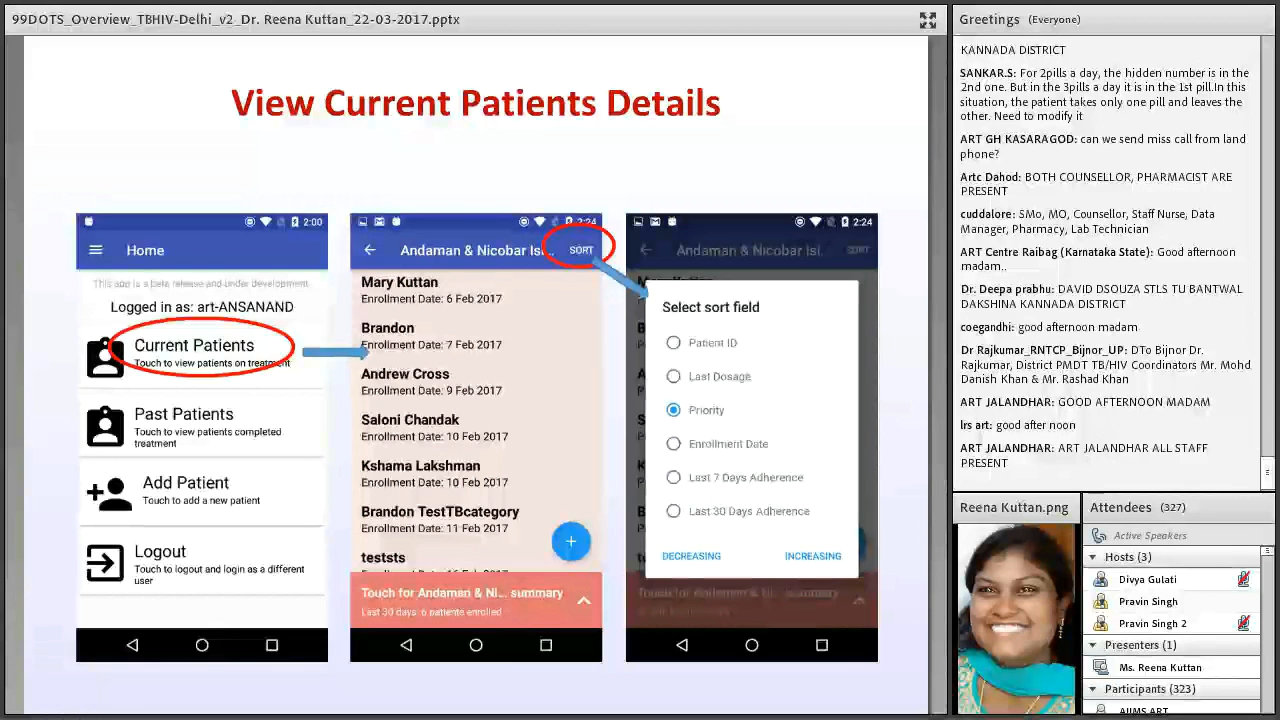 99DOTS_Overview_TBHIV-Delhi_v2_Dr. Reena Kuttan_22-03-2017.pptx
View Current Patients Details
2:00
Home
This app is a beta release and under development.
Logged in as: art-ANSANAND
Current Patients
Touch to view patients on treatment
Past Patients
Touch to view patients completed
treatment
Add Patient
Touch to add a new patient
Logout
Touch to logout and login as a different
user
2:24
Andaman & Nicobar Isl... SORT
Mary Kuttan
Enrollment Date: 6 Feb 2017
Brandon
Enrollment Date: 7 Feb 2017
Andrew Cross
Enrollment Date: 9 Feb 2017
Saloni Chandak
Enrollment Date: 10 Feb 2017
Kshama Lakshman
Enrollment Date: 10 Feb 2017
Brandon TestTBcategory
Enrollment Date: 11 Feb 2017
teststs
Touch for Andaman & Ni... summary
Last 30 days: 6 patients enrolled
2:24
Andaman & Nicobar Isl... SORT
Select sort field
Patient ID
Last Dosage
Priority
Enrollment Date
Last 7 Days Adherence
Last 30 Days Adherence
DECREASING INCREASING
Touch for Andaman & Ni... summary
Greetings (Everyone)
KANNADA DISTRICT
SANKAR.S: For 2pills a day, the hidden number is in the
2nd one. But in the 3pills a day it is in the 1st pill.In this
situation, the patient takes only one pill and leaves the
other. Need to modify it
ART GH KASARAGOD: can we send miss call from land
phone?
Artc Dahod: BOTH COUNSELLOR, PHARMACIST ARE
PRESENT
cuddalore: SMo, MO, Counsellor, Staff Nurse, Data
Manager, Pharmacy, Lab Technician
ART Centre Raibag (Karnataka State): Good afternoon
madam..
Dr. Deepa prabhu: DAVID DSOUZA STLS TU BANTWAL
DAKSHINA KANNADA DISTRICT
coegandhi: good afternoon madam
Dr Rajkumar_RNTCP_Bijnor_UP: DTo Bijnor Dr.
Rajkumar, District PMDT TB/HIV Coordinators Mr. Mohd
Danish Khan & Mr. Rashad Khan
ART JALANDHAR: GOOD AFTERNOON MADAM
lrs art: good after noon
ART JALANDHAR: ART JALANDHAR ALL STAFF
PRESENT
Reena Kuttan.png
Attendees (327)
Active Speakers
Hosts (3)
Divya Gulati
Pravin Singh
Pravin Singh 2
Presenters (1)
Ms. Reena Kuttan
Participants (323)
AIIMS ART